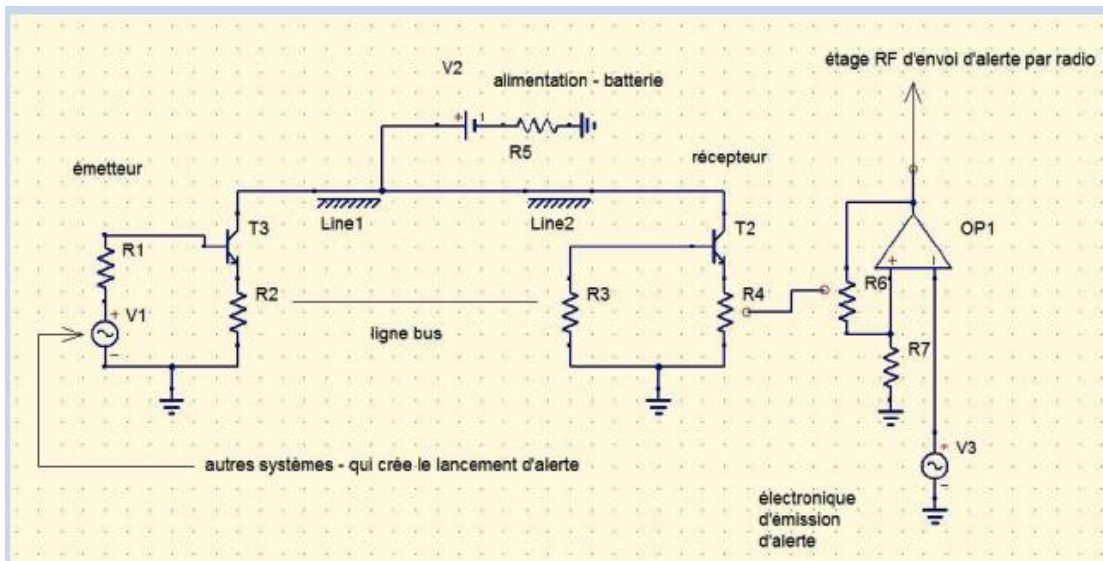 étage RF d'envoi d'alerte par radio
V2
alimentation - batterie
R5
émetteur
récepteur
Line1
Line2
T3
T2
OP1
R1
R2
R3
R4
R6
V1
ligne bus
R7
autres systèmes - qui crée le lancement d'alerte
V3
électronique
d'émission
d'alerte